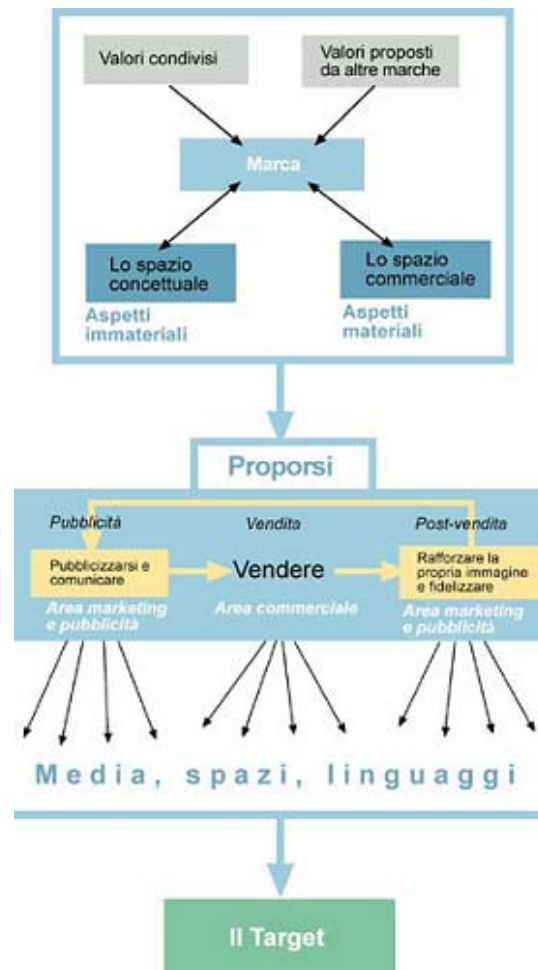 Valori condivisi
Valori proposti
da altre marche
Marca
Lo spazio
concettuale
Lo spazio
commerciale
Aspetti
immateriali
Aspetti
materiali
Proporsi
Pubblicità
Vendita
Post-vendita
Pubblicizzarsi e
comunicare
Vendere
Rafforzare la
propria immagine
e fidelizzare
Area marketing
e pubblicità
Area commerciale
Area marketing
e pubblicità
Media, spazi, linguaggi
Il Target